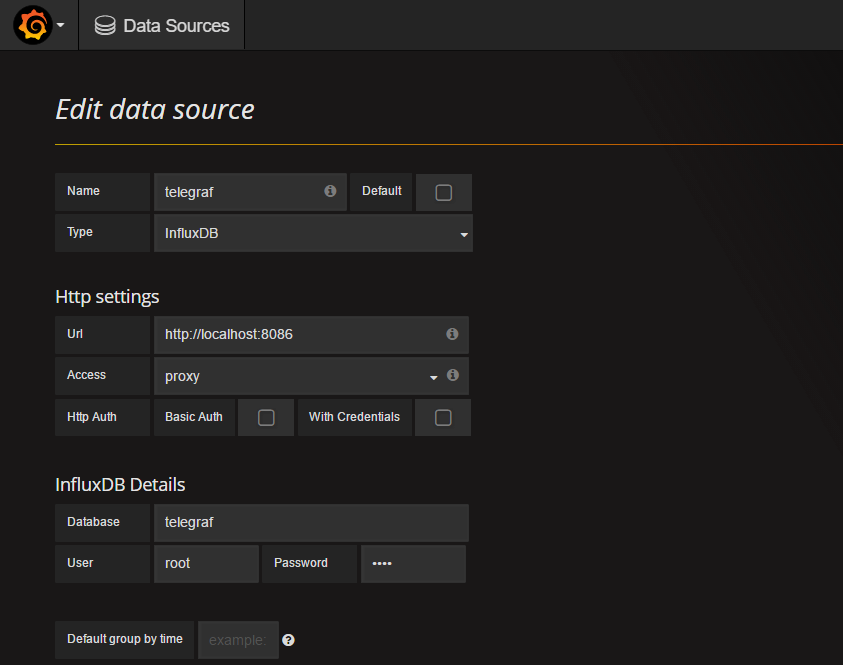 Data Sources
Edit data source
Name telegraf Default
Type InfluxDB
Http settings
Url http://localhost:8086
Access proxy
Http Auth Basic Auth With Credentials
InfluxDB Details
Database telegraf
User root Password ••••
Default group by time example: